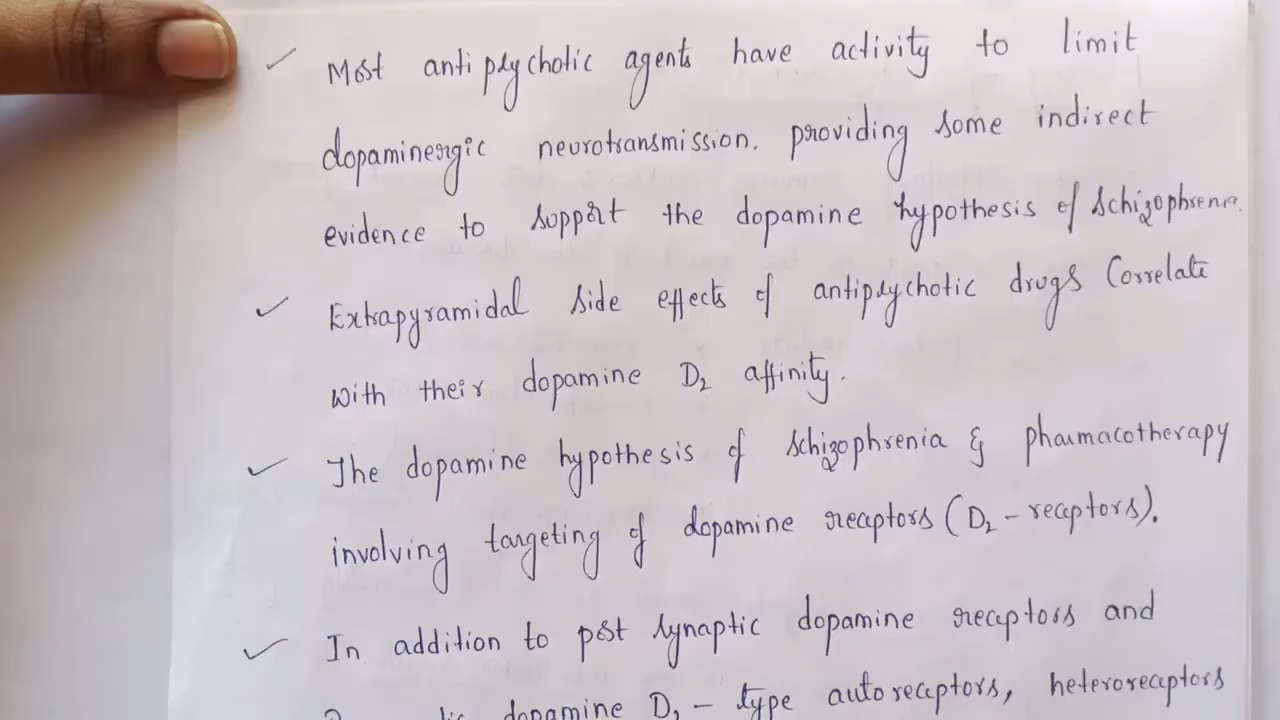 ✓ Most antipsychotic agents have activity to limit
dopaminergic neurotransmission. providing some indirect
evidence to support the dopamine hypothesis of schizophrenia.
✓ Extrapyramidal side effects of antipsychotic drugs Correlate
with their dopamine D₂ affinity.
✓ The dopamine hypothesis of schizophrenia & pharmacotherapy
involving targeting of dopamine receptors (D₂ - receptors).
✓ In addition to post synaptic dopamine receptors and
dopamine D₂ - type autoreceptors, heteroreceptors